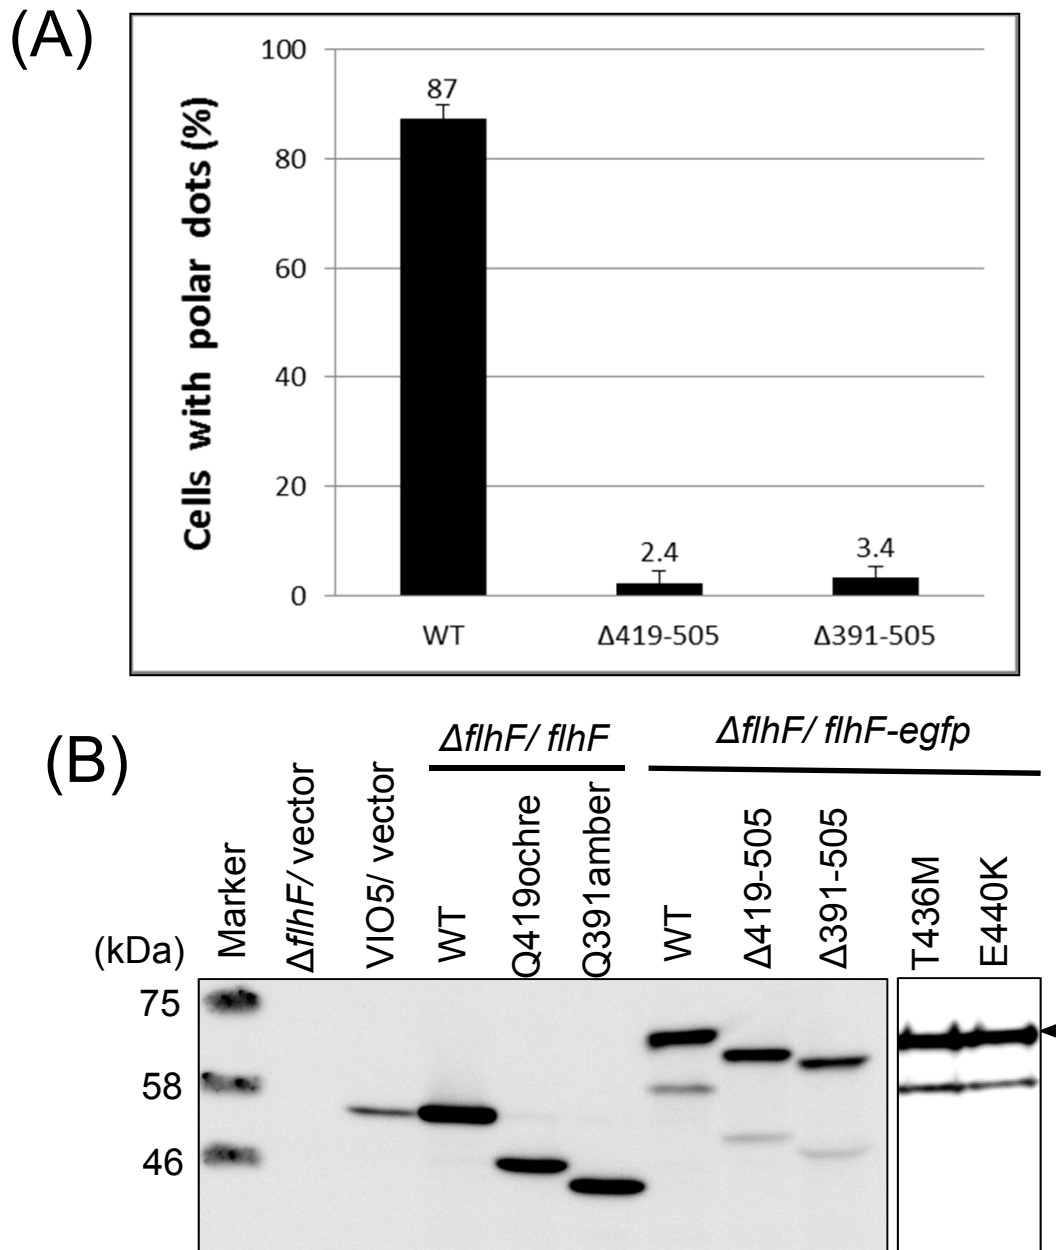 (A)
Cells with polar dots (%)
100
80
60
40
20
0
87
2.4
3.4
WT
Δ419-505
Δ391-505
(B)
ΔflhF/ flhF
ΔflhF/ flhF-egfp
(kDa)
Marker
ΔflhF/ vector
VIO5/ vector
WT
Q419ochre
Q391amber
WT
Δ419-505
Δ391-505
T436M
E440K
75
58
46